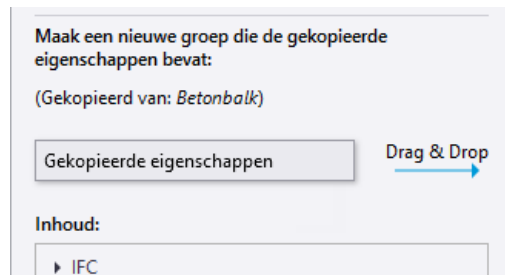 Maak een nieuwe groep die de gekopieerde
eigenschappen bevat:
(Gekopieerd van: Betonbalk)
Gekopieerde eigenschappen
Drag & Drop
Inhoud:
IFC